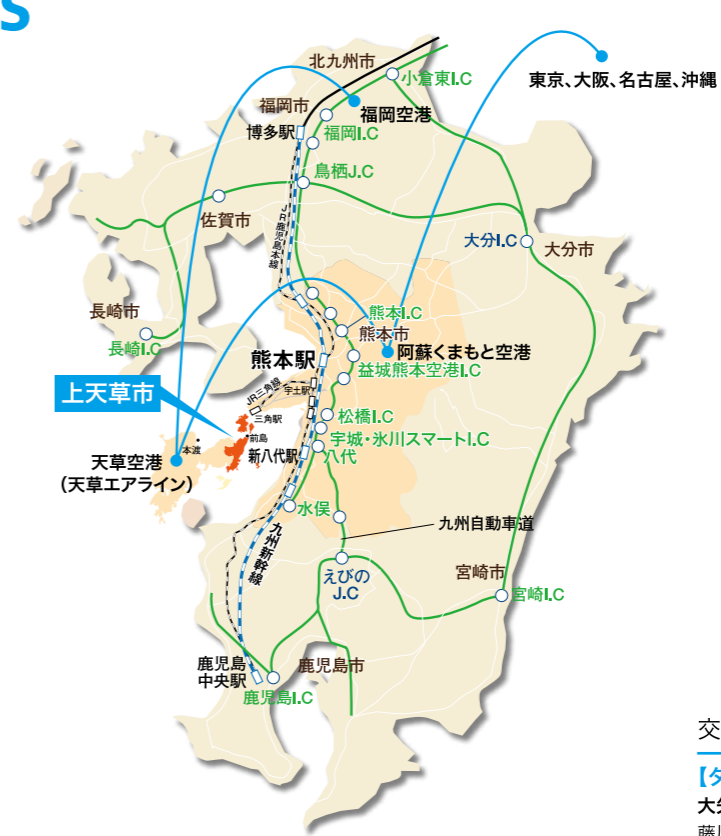 S
北九州市
小倉東I.C
東京、大阪、名古屋、沖縄
福岡市
福岡空港
博多駅
福岡I.C
鳥栖J.C
佐賀市
JR鹿児島本線
大分I.C
大分市
長崎市
長崎I.C
熊本I.C
熊本市
熊本駅
阿蘇くまもと空港
益城熊本空港I.C
上天草市
JR三角線
宇土駅
三角駅
松橋I.C
前島
宇城・氷川スマートI.C
本渡
新八代駅
八代
天草空港
（天草エアライン）
水俣
九州自動車道
九州新幹線
えびの
J.C
宮崎市
宮崎I.C
鹿児島
中央駅
鹿児島市
鹿児島I.C
交